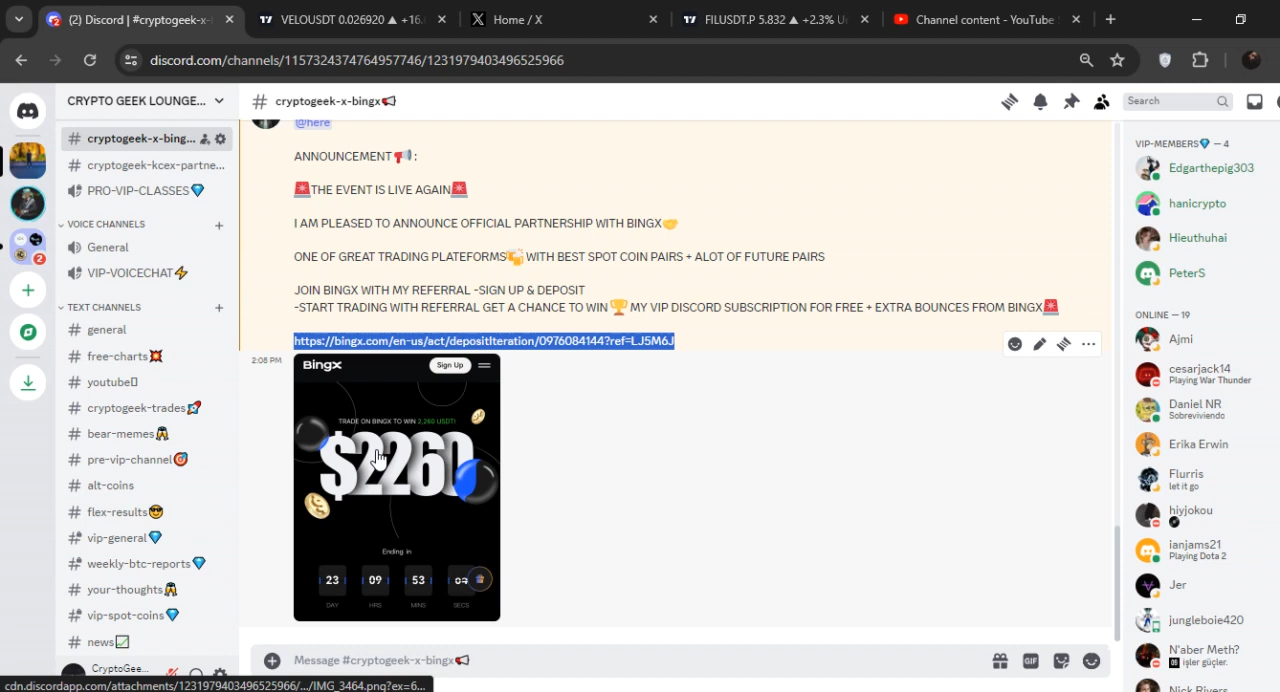 (2) Discord | #cryptogeek-x-
VELOUSDT 0.026920 ▲ +16.
Home / X
FILUSDT.P 5.832 ▲ +2.3% U
Channel content - YouTube
discord.com/channels/1157324374764957746/1231979403496525966
CRYPTO GEEK LOUNGE...
# cryptogeek-x-bingx📢
Search
# cryptogeek-x-bing...
# cryptogeek-kcex-partne...
PRO-VIP-CLASSES💎
VOICE CHANNELS
General
VIP-VOICECHAT⚡
TEXT CHANNELS
# general
# free-charts💥
# youtube
# cryptogeek-trades🚀
# bear-memes
# pre-vip-channel🎯
# alt-coins
# flex-results😎
# vip-general💎
# weekly-btc-reports💎
# your-thoughts
# vip-spot-coins💎
# news
CryptoGee...
2
@here
ANNOUNCEMENT📢 :
🚨THE EVENT IS LIVE AGAIN🚨
I AM PLEASED TO ANNOUNCE OFFICIAL PARTNERSHIP WITH BINGX🤝
ONE OF GREAT TRADING PLATEFORMS🍻 WITH BEST SPOT COIN PAIRS + ALOT OF FUTURE PAIRS
JOIN BINGX WITH MY REFERRAL -SIGN UP & DEPOSIT
-START TRADING WITH REFERRAL GET A CHANCE TO WIN🏆 MY VIP DISCORD SUBSCRIPTION FOR FREE + EXTRA BOUNCES FROM BINGX🚨
https://bingx.com/en-us/act/depositIteration/0976084144?ref=LJ5M6J
2:08 PM
BingX
Sign Up
TRADE ON BINGX TO WIN 2,260 USDT!
$2260
Ending in
23 09 53
DAY HRS MINS SECS
Message #cryptogeek-x-bingx📢
GIF
VIP-MEMBERS💎 — 4
Edgarthepig303
hanicrypto
Hieuthuhai
PeterS
ONLINE — 19
Ajmi
cesarjack14
Playing War Thunder
Daniel NR
Sobreviviendo
Erika Erwin
Flurris
let it go
hiyjokou
ianjams21
Playing Dota 2
Jer
jungleboie420
N'aber Meth?
işler güçler.
Nick Rivers
cdn.discordapp.com/attachments/1231979403496525966/.../IMG_3464.png?ex=6...